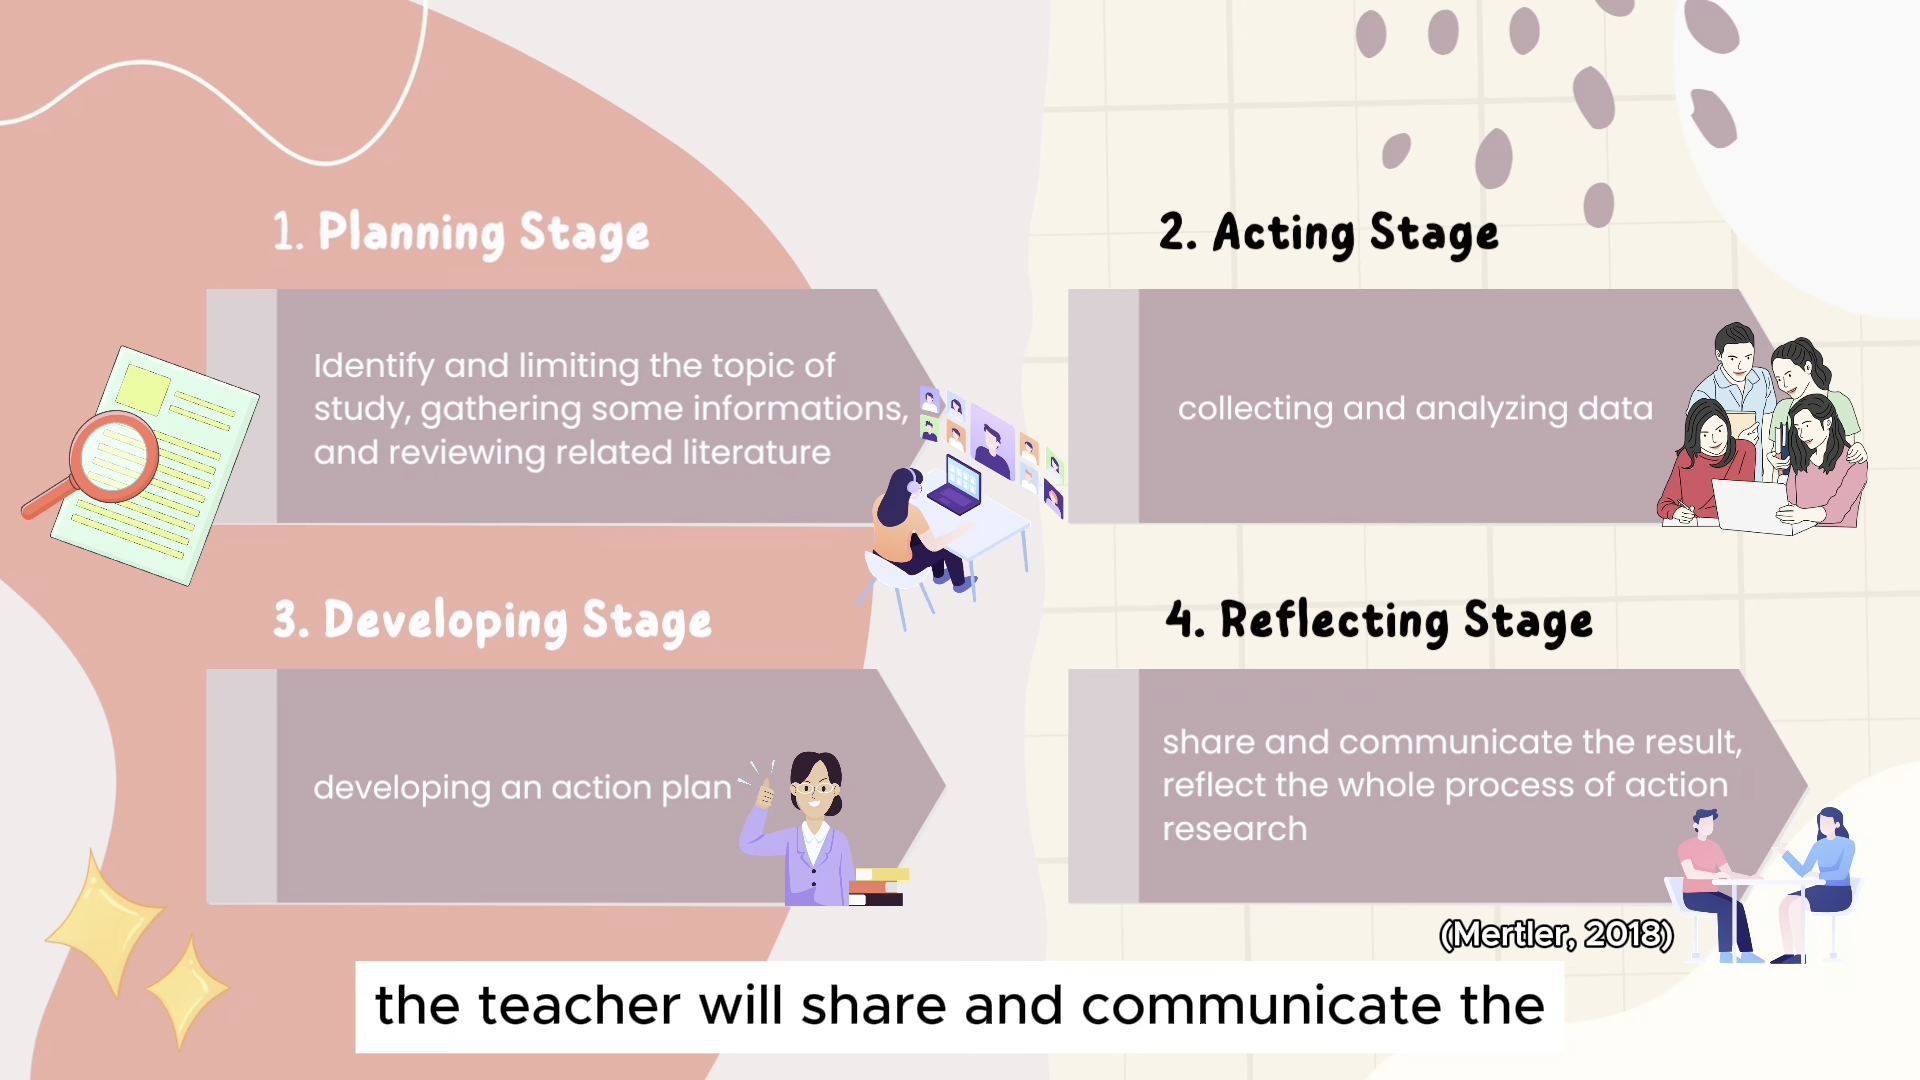 1. Planning Stage
Identify and limiting the topic of
study, gathering some informations,
and reviewing related literature
2. Acting Stage
collecting and analyzing data
3. Developing Stage
developing an action plan
4. Reflecting Stage
share and communicate the result,
reflect the whole process of action
research
(Mertler, 2018)
the teacher will share and communicate the